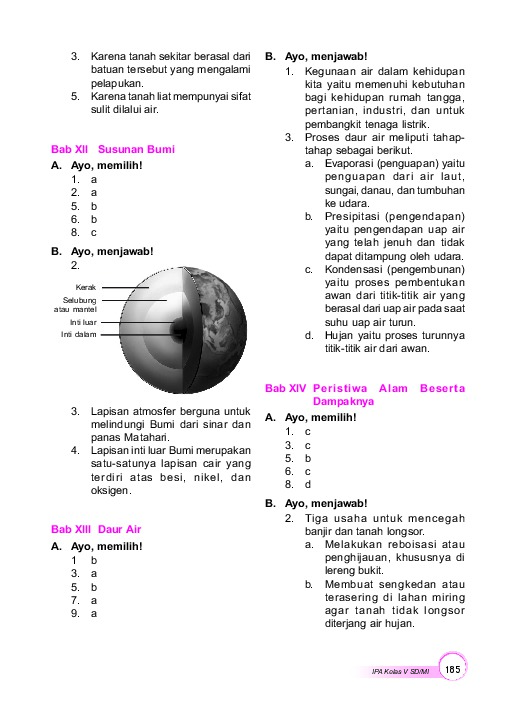 3. Karena tanah sekitar berasal dari
batuan tersebut yang mengalami
pelapukan.
5. Karena tanah liat mempunyai sifat
sulit dilalui air.
Bab XII Susunan Bumi
A. Ayo, memilih!
1. a
2. a
5. b
6. b
8. c
B. Ayo, menjawab!
2.
Kerak
Selubung
atau mantel
Inti luar
Inti dalam
3. Lapisan atmosfer berguna untuk
melindungi Bumi dari sinar dan
panas Matahari.
4. Lapisan inti luar Bumi merupakan
satu-satunya lapisan cair yang
terdiri atas besi, nikel, dan
oksigen.
Bab XIII Daur Air
A. Ayo, memilih!
1 b
3. a
5. b
7. a
9. a
B. Ayo, menjawab!
1. Kegunaan air dalam kehidupan
kita yaitu memenuhi kebutuhan
bagi kehidupan rumah tangga,
pertanian, industri, dan untuk
pembangkit tenaga listrik.
3. Proses daur air meliputi tahap-
tahap sebagai berikut.
a. Evaporasi (penguapan) yaitu
penguapan dari air laut,
sungai, danau, dan tumbuhan
ke udara.
b. Presipitasi (pengendapan)
yaitu pengendapan uap air
yang telah jenuh dan tidak
dapat ditampung oleh udara.
c. Kondensasi (pengembunan)
yaitu proses pembentukan
awan dari titik-titik air yang
berasal dari uap air pada saat
suhu uap air turun.
d. Hujan yaitu proses turunnya
titik-titik air dari awan.
Bab XIV Peristiwa Alam Beserta
Dampaknya
A. Ayo, memilih!
1. c
3. c
5. b
6. c
8. d
B. Ayo, menjawab!
2. Tiga usaha untuk mencegah
banjir dan tanah longsor.
a. Melakukan reboisasi atau
penghijauan, khususnya di
lereng bukit.
b. Membuat sengkedan atau
terasering di lahan miring
agar tanah tidak longsor
diterjang air hujan.
IPA Kelas V SD/MI 185